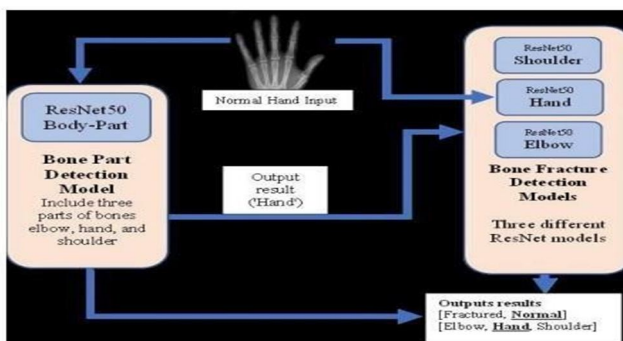 Normal Hand Input
ResNet50
Body-Part
Bone Part
Detection
Model
Include three
parts of bones
elbow, hand, and
shoulder
Output
result
('Hand')
ResNet50
Shoulder
ResNet50
Hand
ResNet50
Elbow
Bone Fracture
Detection
Models
Three different
ResNet models
Outputs results
[Fractured, Normal]
[Elbow, Hand, Shoulder]